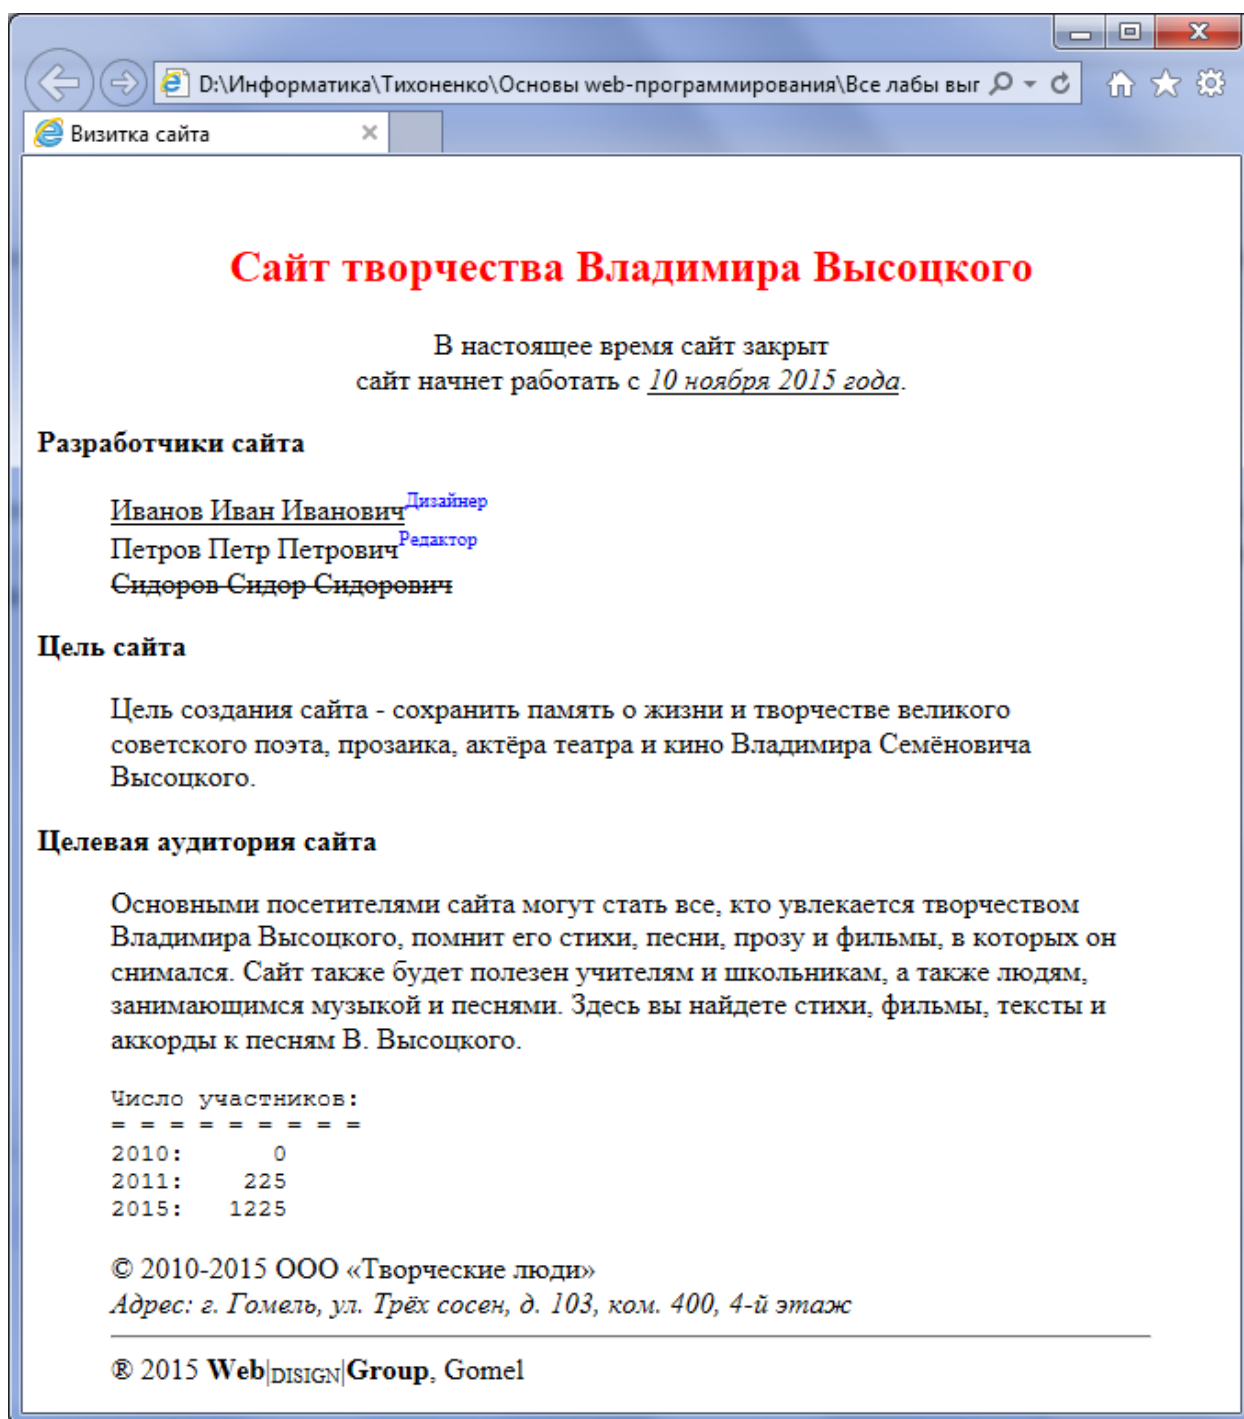 D:\Информатика\Тихоненко\Основы web-программирования\Все лабы выг
Визитка сайта
Сайт творчества Владимира Высоцкого
В настоящее время сайт закрыт
сайт начнет работать с 10 ноября 2015 года.
Разработчики сайта
Иванов Иван ИвановичДизайнер
Петров Петр ПетровичРедактор
Сидоров Сидор Сидорович
Цель сайта
Цель создания сайта - сохранить память о жизни и творчестве великого
советского поэта, прозаика, актёра театра и кино Владимира Семёновича
Высоцкого.
Целевая аудитория сайта
Основными посетителями сайта могут стать все, кто увлекается творчеством
Владимира Высоцкого, помнит его стихи, песни, прозу и фильмы, в которых он
снимался. Сайт также будет полезен учителям и школьникам, а также людям,
занимающимся музыкой и песнями. Здесь вы найдете стихи, фильмы, тексты и
аккорды к песням В. Высоцкого.
Число участников:
= = = = = = = = =
2010:      0
2011:    225
2015:   1225
© 2010-2015 ООО «Творческие люди»
Адрес: г. Гомель, ул. Трёх сосен, д. 103, ком. 400, 4-й этаж
® 2015 Web|DISIGN|Group, Gomel